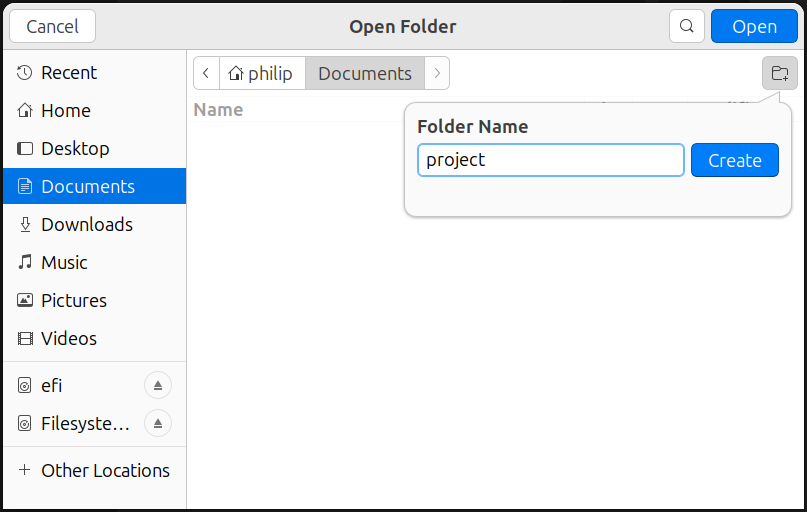 Cancel Open Folder Open
Recent
Home
Desktop
Documents
Downloads
Music
Pictures
Videos
efi
Filesyste...
Other Locations
philip Documents
Name
Folder Name
project Create